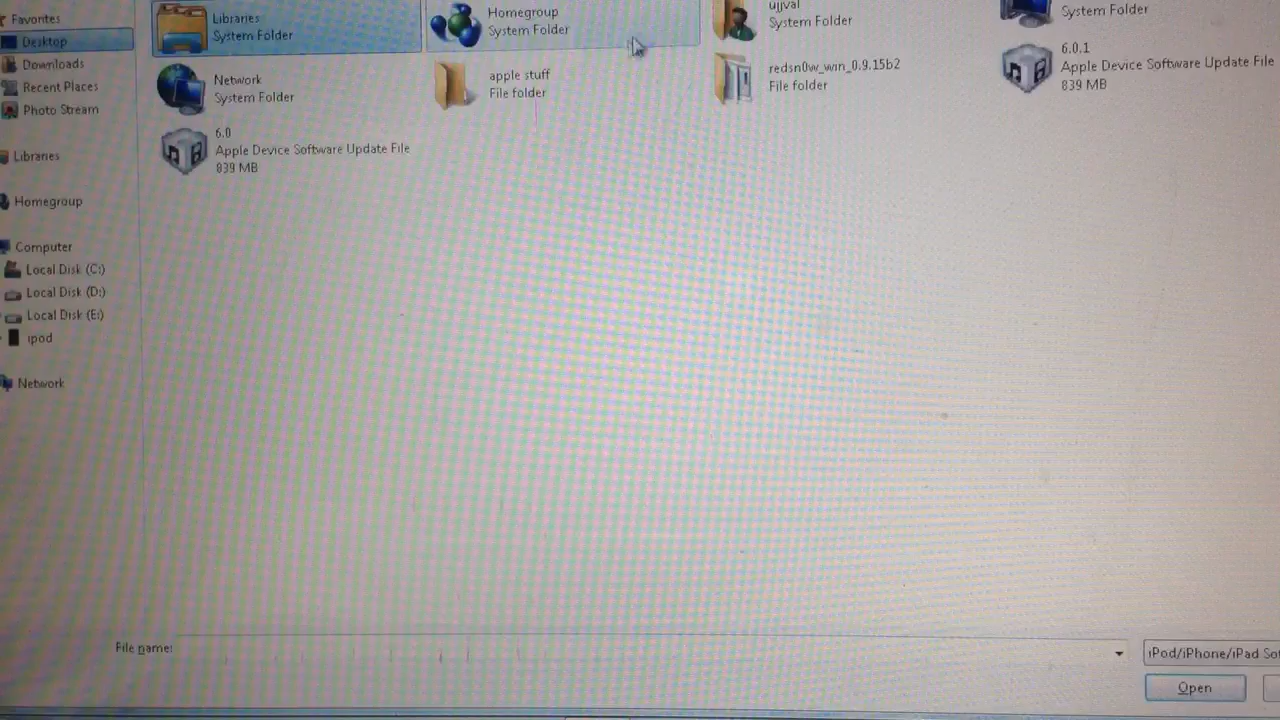 Favorites
Desktop
Downloads
Recent Places
Photo Stream
Libraries
Homegroup
Computer
Local Disk (C:)
Local Disk (D:)
Local Disk (E:)
ipod
Network
Libraries
System Folder
Homegroup
System Folder
ujjval
System Folder
System Folder
Network
System Folder
apple stuff
File folder
redsn0w_win_0.9.15b2
File folder
6.0.1
Apple Device Software Update File
839 MB
6.0
Apple Device Software Update File
839 MB
File name:
iPod/iPhone/iPad So
Open